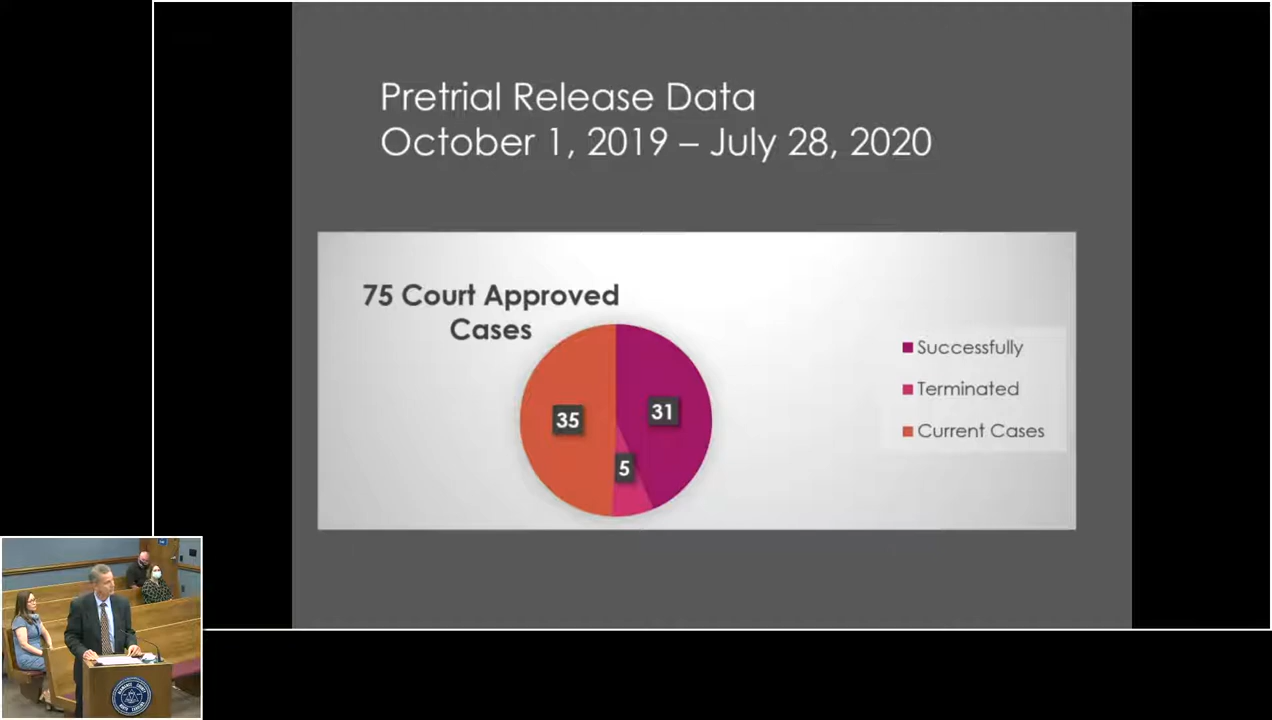 Pretrial Release Data
October 1, 2019 – July 28, 2020
75 Court Approved
Cases
35
31
5
Successfully
Terminated
Current Cases